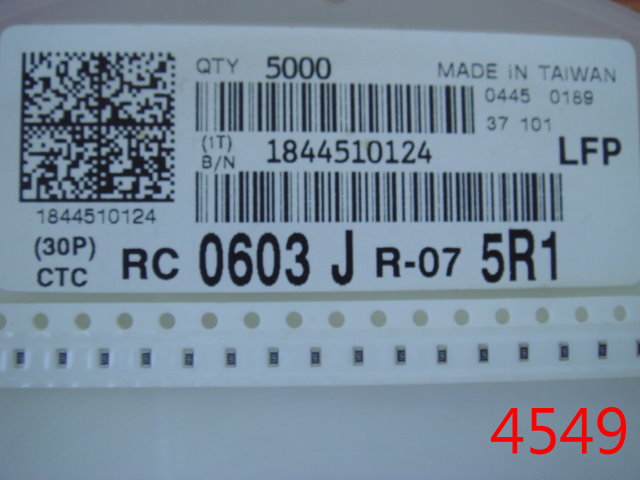 QTY 5000 MADE IN TAIWAN
0445 0189
37 101
(1T)
B/N 1844510124 LFP
1844510124
(30P)
CTC RC 0603 J R-07 5R1
4549